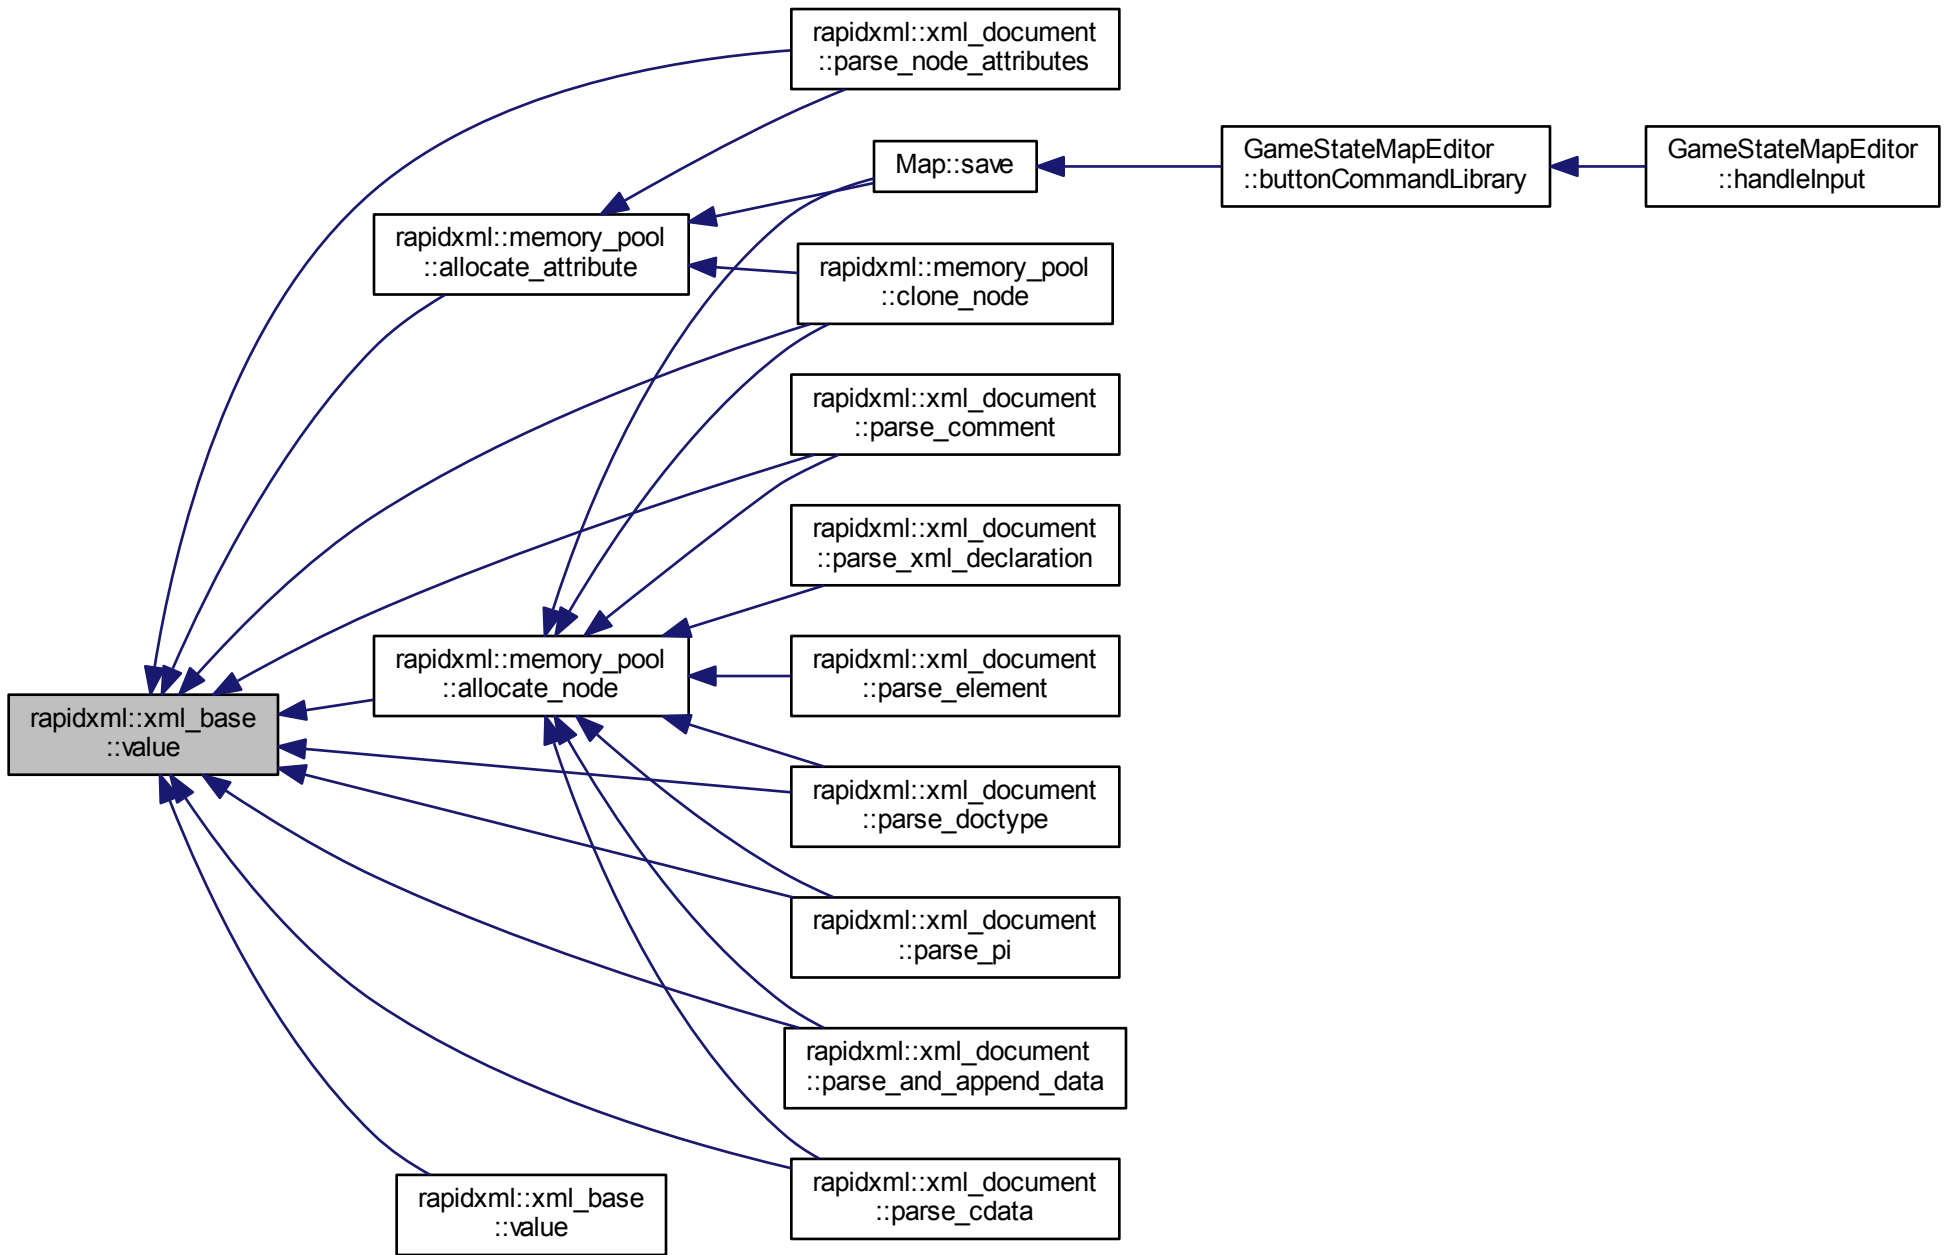 rapidxml::xml_document
::parse_node_attributes
Map::save
GameStateMapEditor
::buttonCommandLibrary
GameStateMapEditor
::handleInput
rapidxml::memory_pool
::allocate_attribute
rapidxml::memory_pool
::clone_node
rapidxml::xml_document
::parse_comment
rapidxml::xml_document
::parse_xml_declaration
rapidxml::memory_pool
::allocate_node
rapidxml::xml_document
::parse_element
rapidxml::xml_base
::value
rapidxml::xml_document
::parse_doctype
rapidxml::xml_document
::parse_pi
rapidxml::xml_document
::parse_and_append_data
rapidxml::xml_document
::parse_cdata
rapidxml::xml_base
::value